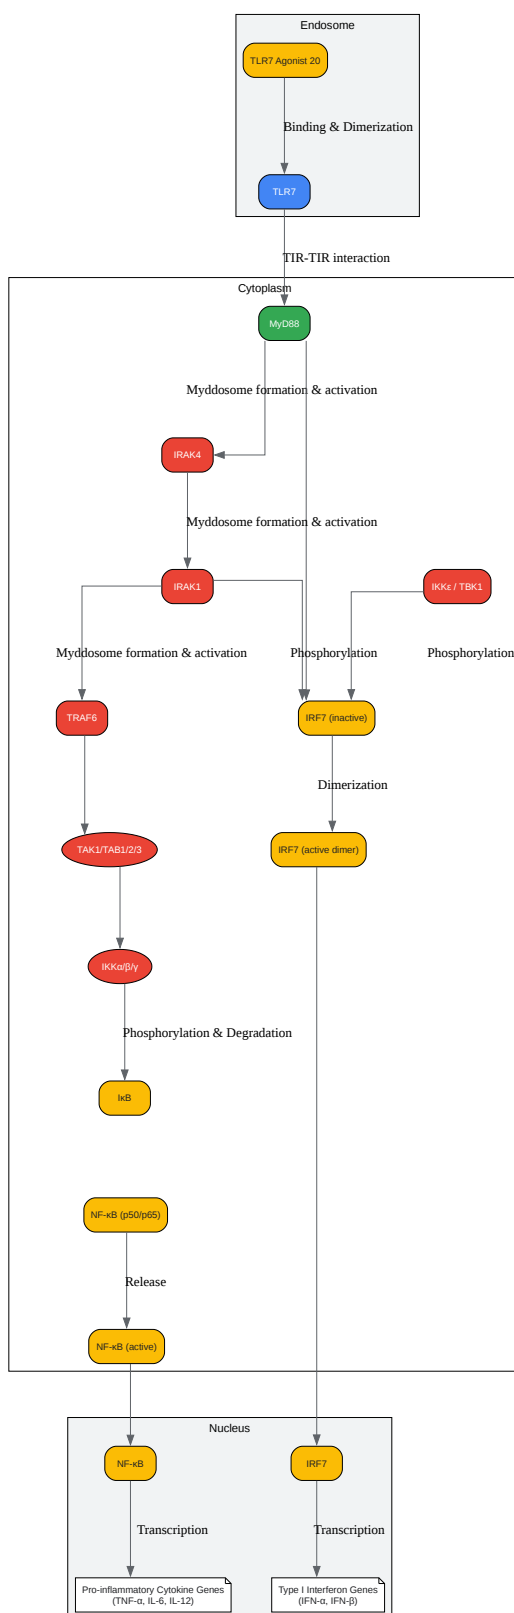 Endosome
TLR7 Agonist 20
Binding & Dimerization
TLR7
TIR-TIR interaction
Cytoplasm
MyD88
Myddosome formation & activation
IRAK4
Myddosome formation & activation
IRAK1
IKKε / TBK1
Myddosome formation & activation
Phosphorylation
Phosphorylation
TRAF6
IRF7 (inactive)
Dimerization
TAK1/TAB1/2/3
IRF7 (active dimer)
IKKα/β/γ
Phosphorylation & Degradation
IκB
NF-κB (p50/p65)
Release
NF-κB (active)
Nucleus
NF-κB
IRF7
Transcription
Transcription
Pro-inflammatory Cytokine Genes
(TNF-α, IL-6, IL-12)
Type I Interferon Genes
(IFN-α, IFN-β)